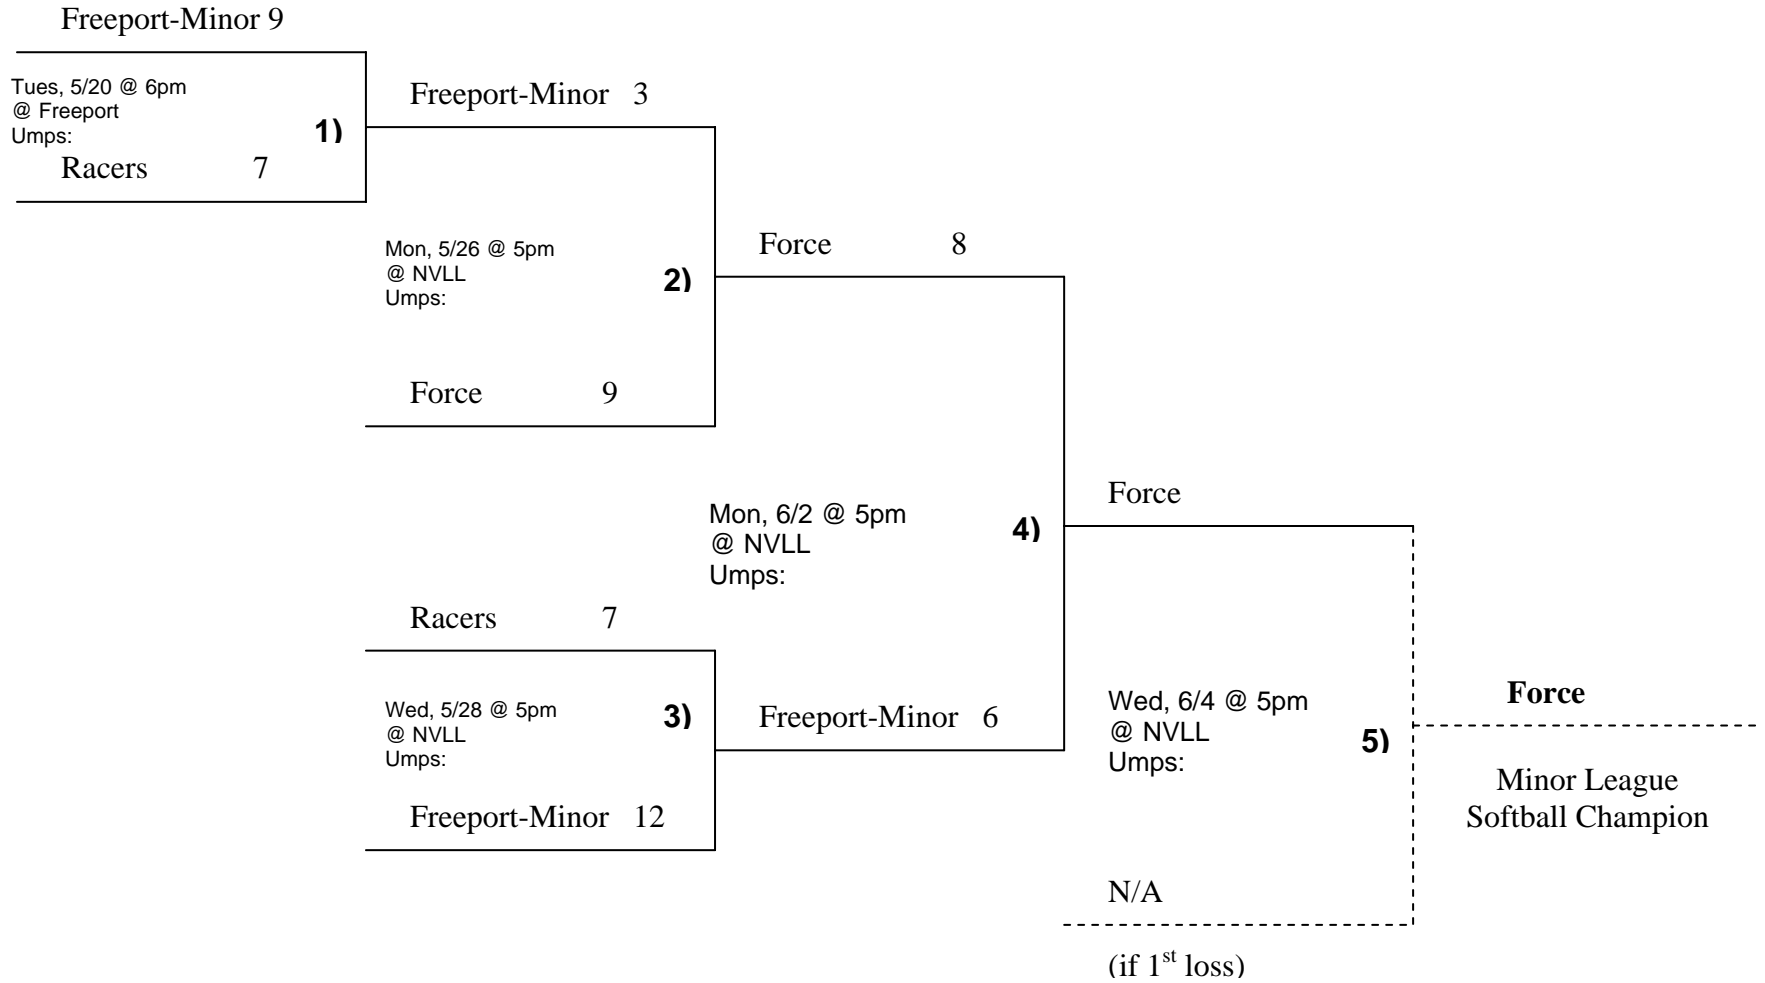 Freeport-Minor 9
Tues, 5/20 @ 6pm
@ Freeport
Umps:
1)
Racers 7
Freeport-Minor 3
Mon, 5/26 @ 5pm
@ NVLL
Umps:
2)
Force 9
Force 8
Mon, 6/2 @ 5pm
@ NVLL
Umps:
4)
Racers 7
Wed, 5/28 @ 5pm
@ NVLL
Umps:
3)
Freeport-Minor 12
Freeport-Minor 6
Force
Wed, 6/4 @ 5pm
@ NVLL
Umps:
5)
N/A
(if 1st loss)
Force
Minor League
Softball Champion